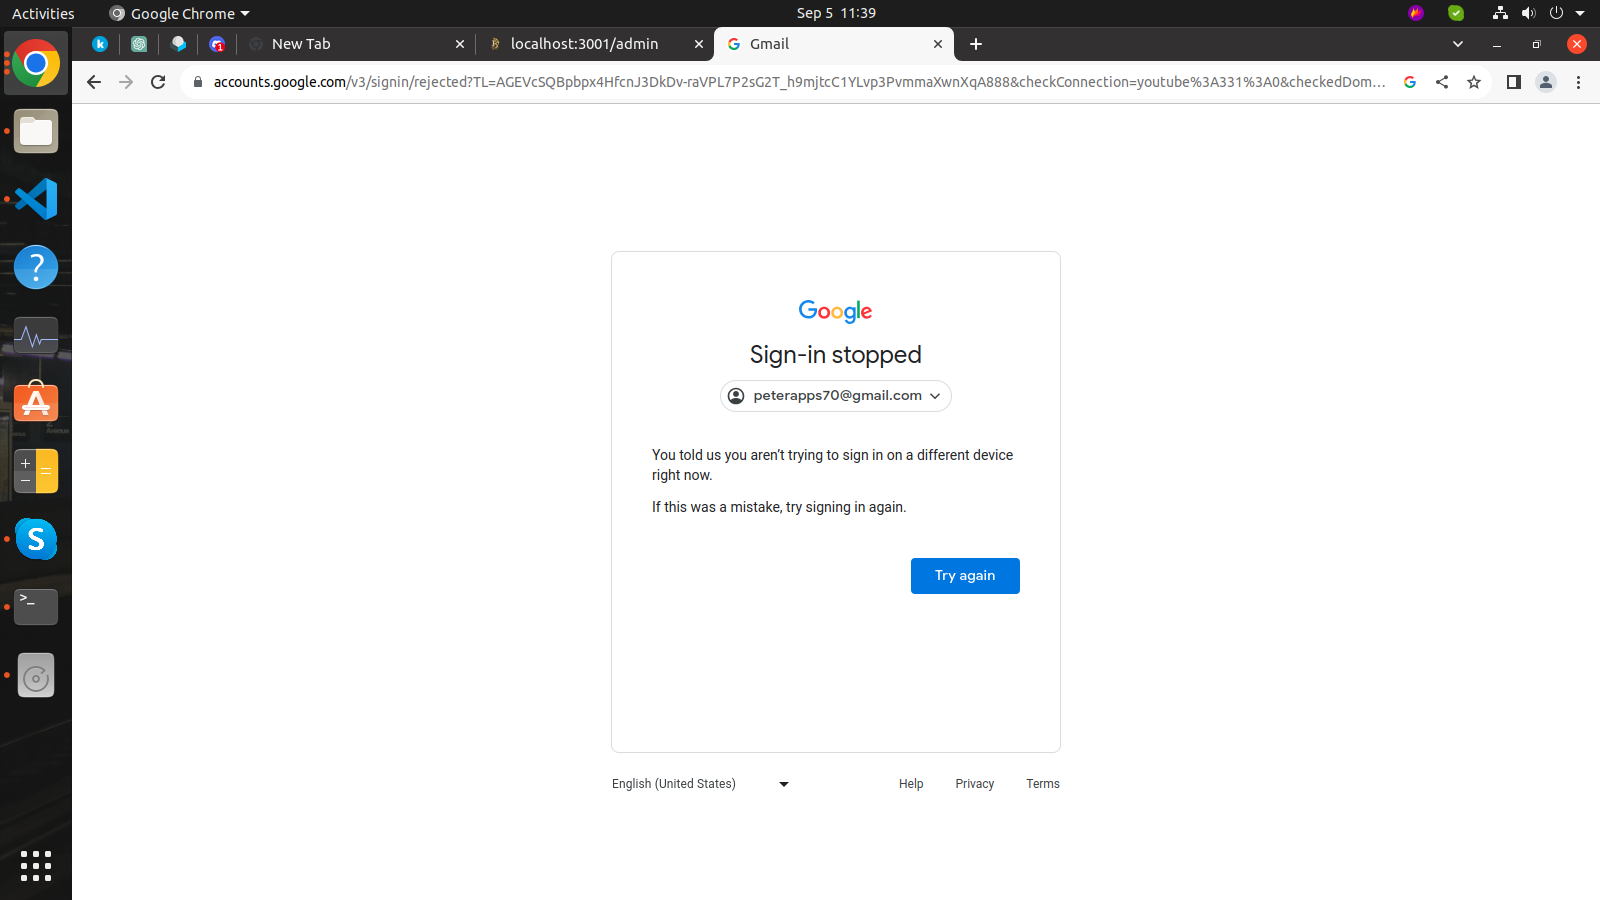 Activities
Google Chrome
Sep 5 11:39
1
New Tab
localhost:3001/admin
Gmail
accounts.google.com/v3/signin/rejected?TL=AGEVcSQBpbpx4HfcnJ3DkDv-raVPL7P2sG2T_h9mjtcC1YLvp3PvmmaXwnXqA888&checkConnection=youtube%3A331%3A0&checkedDom...
Google
Sign-in stopped
peterapps70@gmail.com
You told us you aren’t trying to sign in on a different device
right now.
If this was a mistake, try signing in again.
Try again
English (United States)
Help
Privacy
Terms